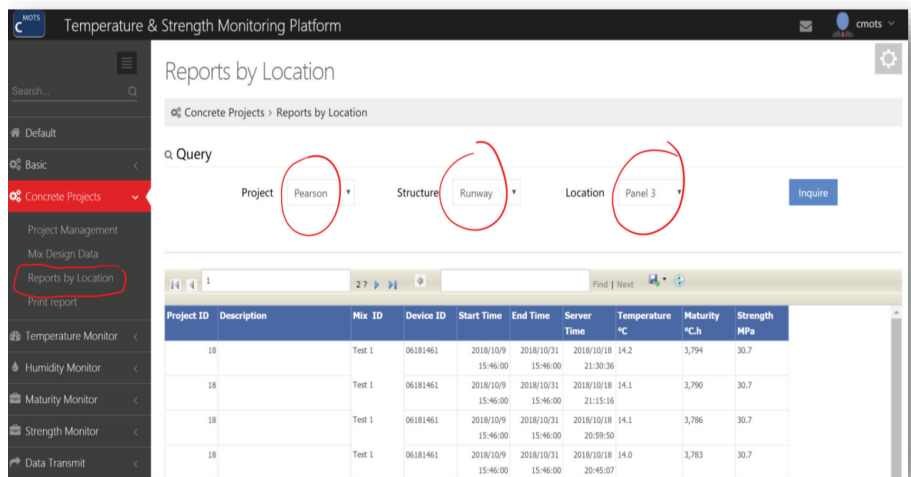 CMOTS
Temperature & Strength Monitoring Platform
cmots
Search...
Reports by Location
Concrete Projects > Reports by Location
Default
Query
Basic
Project Pearson Structure Runway Location Panel 3 Inquire
Concrete Projects
Project Management
Mix Design Data
Reports by Location
Print report
Temperature Monitor
Humidity Monitor
Maturity Monitor
Strength Monitor
Data Transmit
1 2 ? Find | Next
Project ID Description Mix ID Device ID Start Time End Time Server Time Temperature °C Maturity °C.h Strength MPa
18 Test 1 06181461 2018/10/9 2018/10/31 2018/10/18 14.2 3,794 30.7
15:46:00 15:46:00 21:30:36
18 Test 1 06181461 2018/10/9 2018/10/31 2018/10/18 14.1 3,790 30.7
15:46:00 15:46:00 21:15:16
18 Test 1 06181461 2018/10/9 2018/10/31 2018/10/18 14.1 3,786 30.7
15:46:00 15:46:00 20:59:50
18 Test 1 06181461 2018/10/9 2018/10/31 2018/10/18 14.0 3,783 30.7
15:46:00 15:46:00 20:45:07